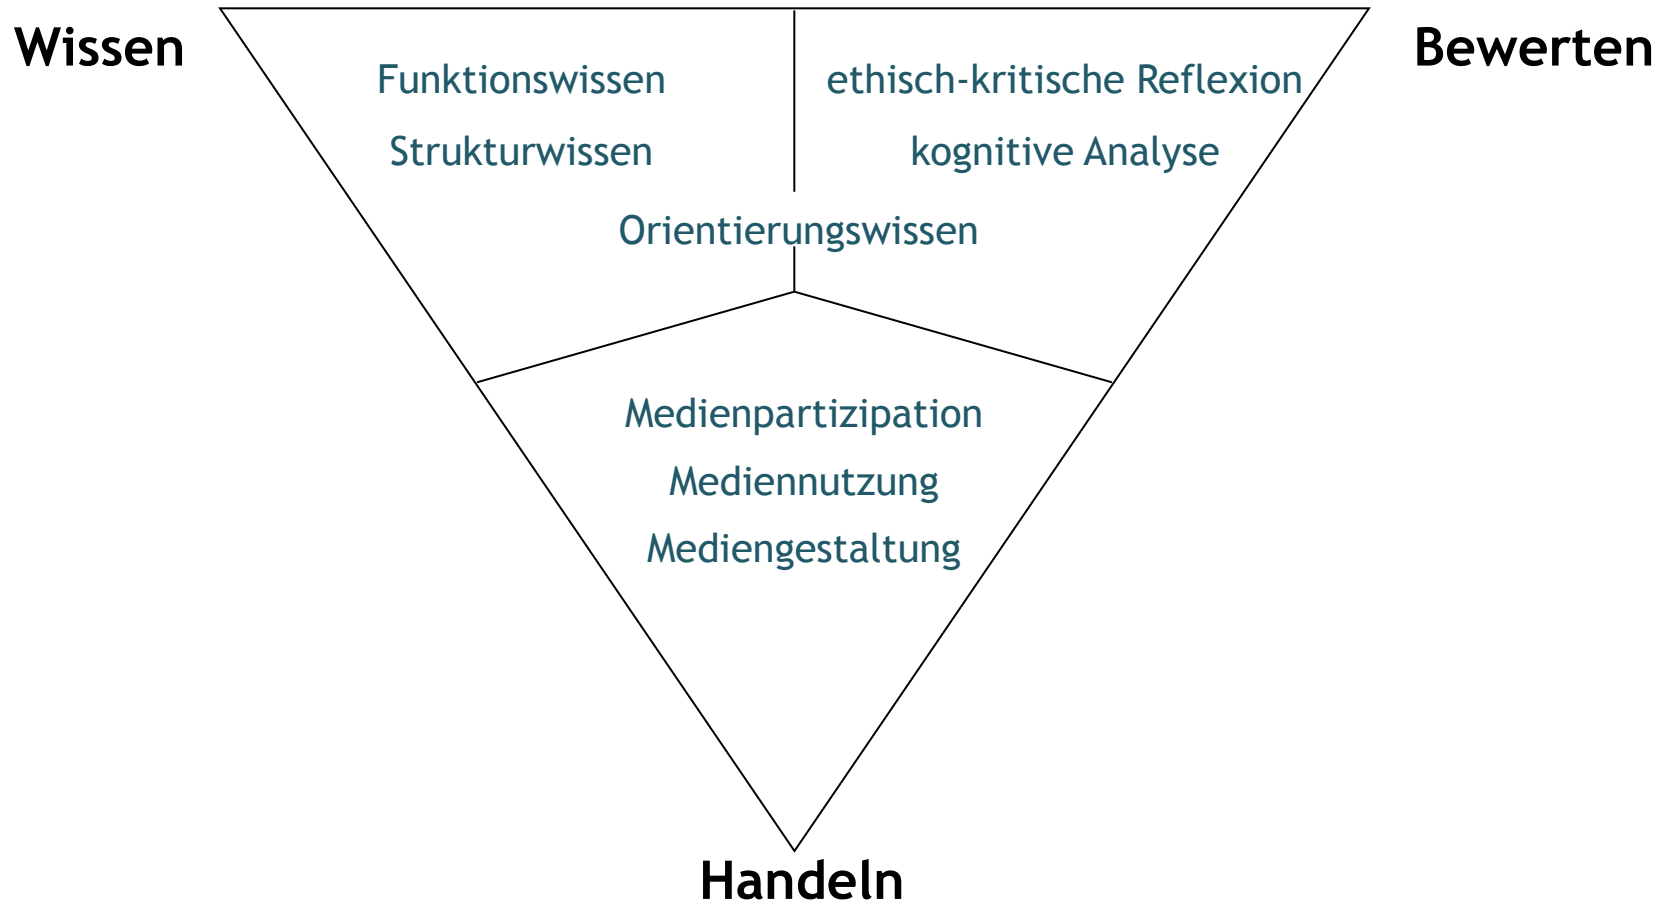 Wissen
Bewerten
Funktionswissen
ethisch-kritische Reflexion
Strukturwissen
kognitive Analyse
Orientierungswissen
Medienpartizipation
Mediennutzung
Mediengestaltung
Handeln